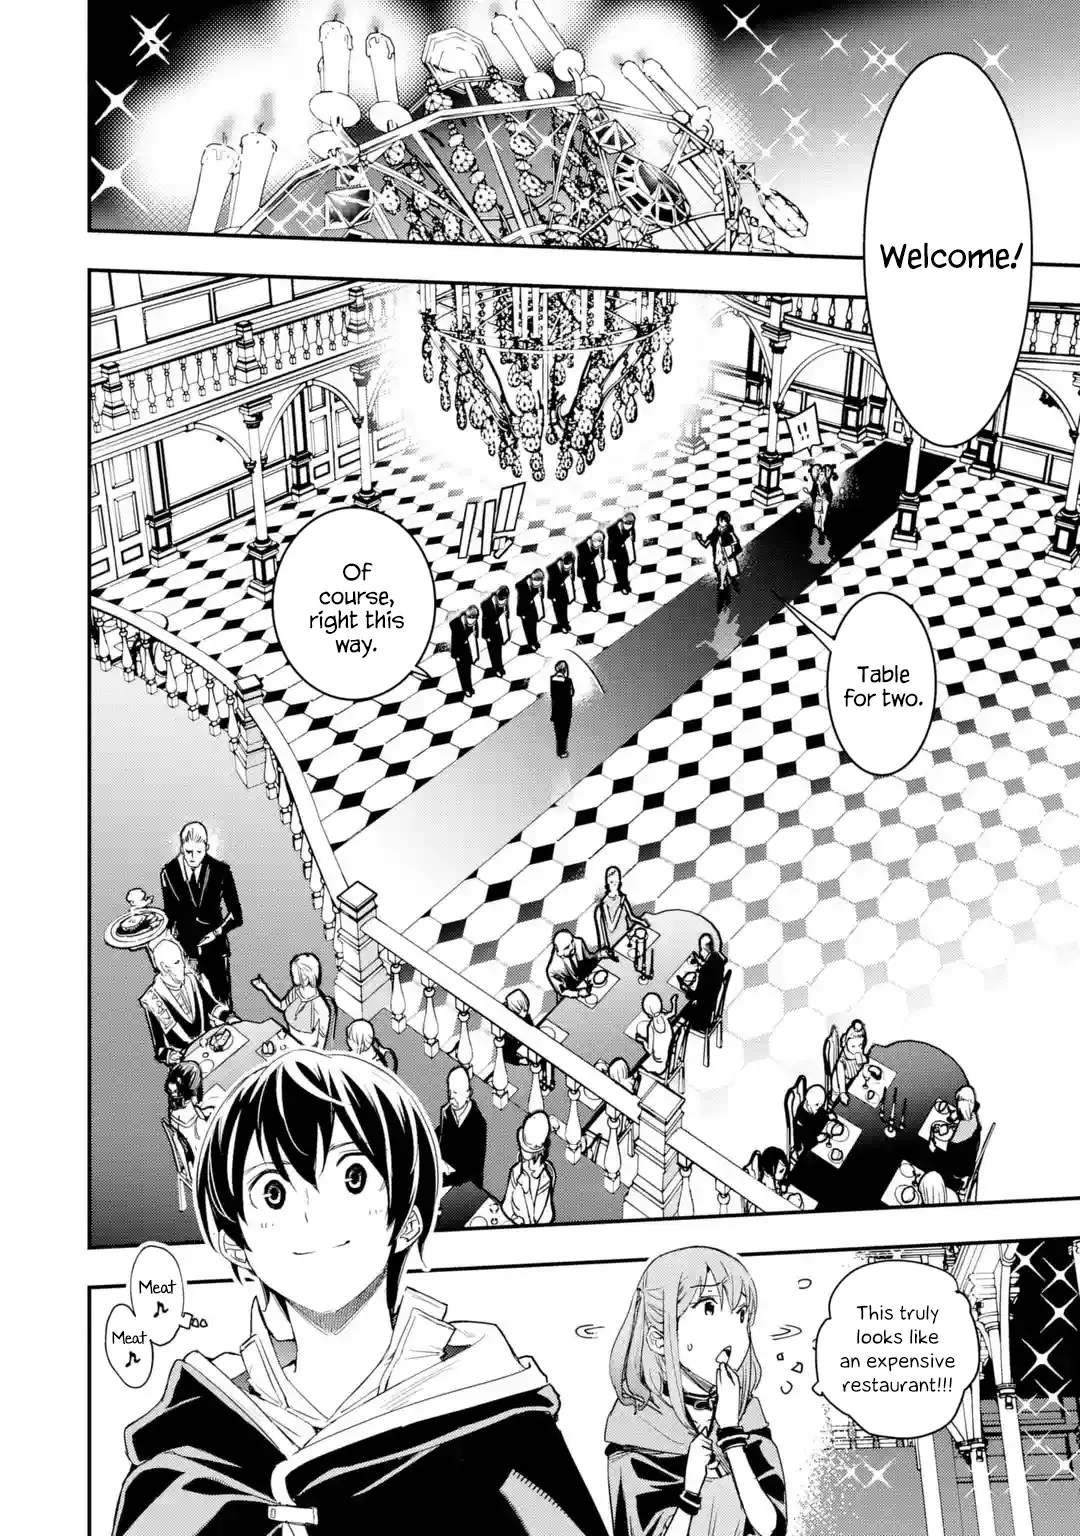 Welcome!
Table
for two.
Of
course,
right this
way.
This truly
looks like
an expensive
restaurant!!!
Meat
♪
Meat
♪